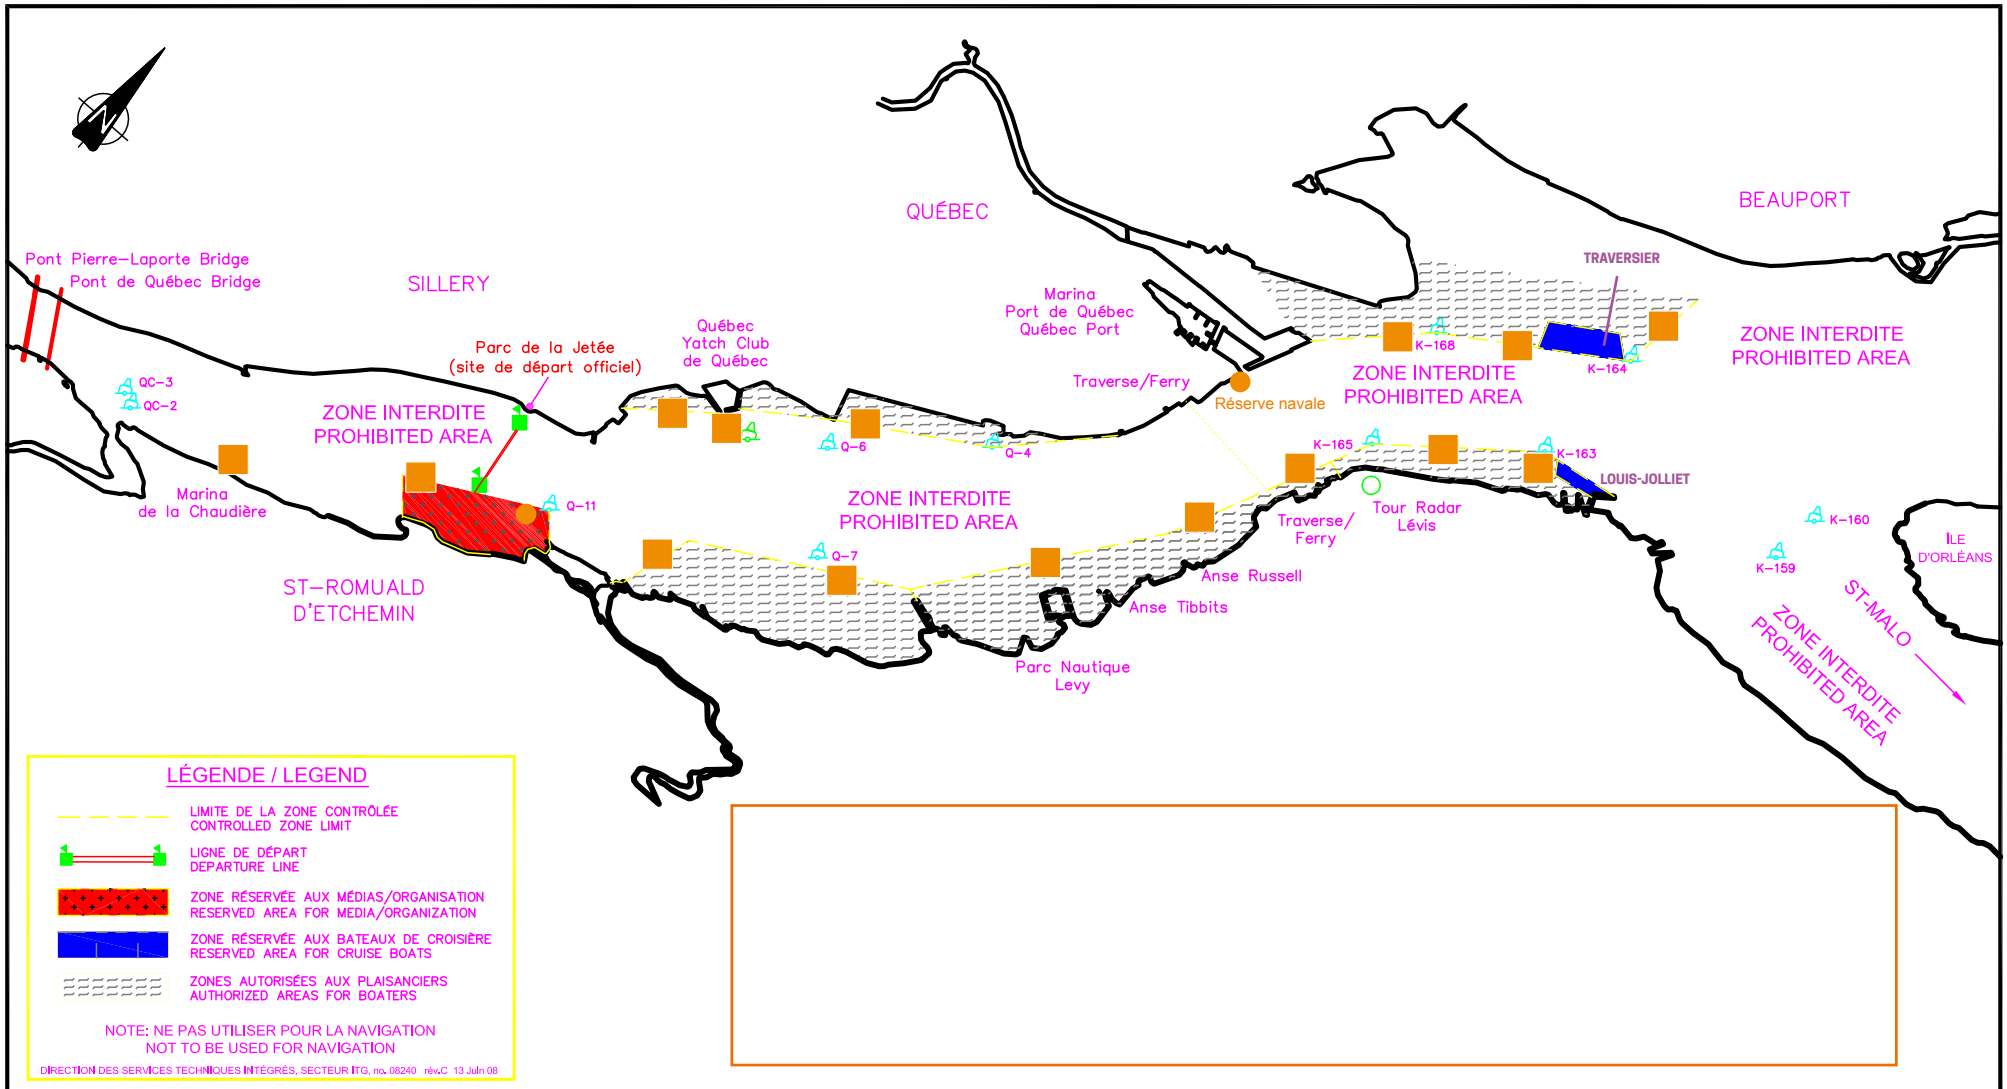 N
QUÉBEC
BEAUPORT
Pont Pierre-Laporte Bridge
Pont de Québec Bridge
SILLERY
TRAVERSIER
Marina
Port de Québec
Québec Port
Québec
Yatch Club
de Québec
Parc de la Jetée
(site de départ officiel)
K-168
K-164
ZONE INTERDITE
PROHIBITED AREA
Traverse/Ferry
ZONE INTERDITE
PROHIBITED AREA
Réserve navale
QC-3
QC-2
ZONE INTERDITE
PROHIBITED AREA
Q-6
Q-4
K-165
K-163
LOUIS-JOLLIET
Marina
de la Chaudière
Q-11
ZONE INTERDITE
PROHIBITED AREA
Traverse/
Ferry
Tour Radar
Lévis
K-160
K-159
ÎLE
D'ORLÉANS
Q-7
Anse Russell
Anse Tibbits
ST-ROMUALD
D'ETCHEMIN
Parc Nautique
Levy
ST-MALO
ZONE INTERDITE
PROHIBITED AREA
LÉGENDE / LEGEND
LIMITE DE LA ZONE CONTRÔLÉE
CONTROLLED ZONE LIMIT
LIGNE DE DÉPART
DEPARTURE LINE
ZONE RÉSERVÉE AUX MÉDIAS/ORGANISATION
RESERVED AREA FOR MEDIA/ORGANIZATION
ZONE RÉSERVÉE AUX BATEAUX DE CROISIÈRE
RESERVED AREA FOR CRUISE BOATS
ZONES AUTORISÉES AUX PLAISANCIERS
AUTHORIZED AREAS FOR BOATERS
NOTE: NE PAS UTILISER POUR LA NAVIGATION
NOT TO BE USED FOR NAVIGATION
DIRECTION DES SERVICES TECHNIQUES INTÉGRÉS, SECTEUR ITG, no. 08240 rév.C 13 Juin 08